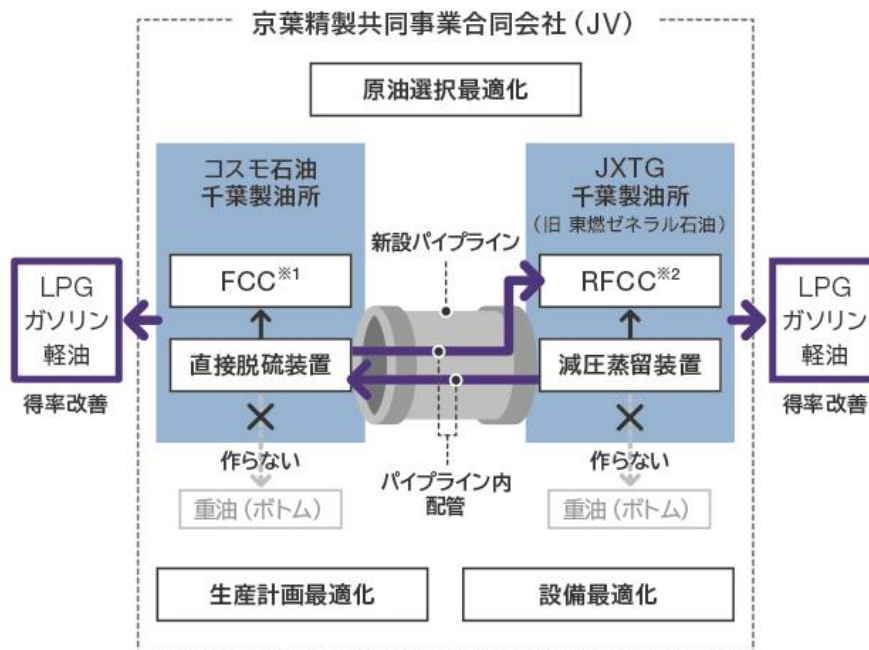 京葉精製共同事業合同会社（JV）
原油選択最適化
コスモ石油
千葉製油所
JXTG
千葉製油所
（旧 東燃ゼネラル石油）
新設パイプライン
FCC※1
RFCC※2
LPG
ガソリン
軽油
得率改善
直接脱硫装置
減圧蒸留装置
LPG
ガソリン
軽油
得率改善
作らない
作らない
パイプライン内
配管
重油（ボトム）
重油（ボトム）
生産計画最適化
設備最適化